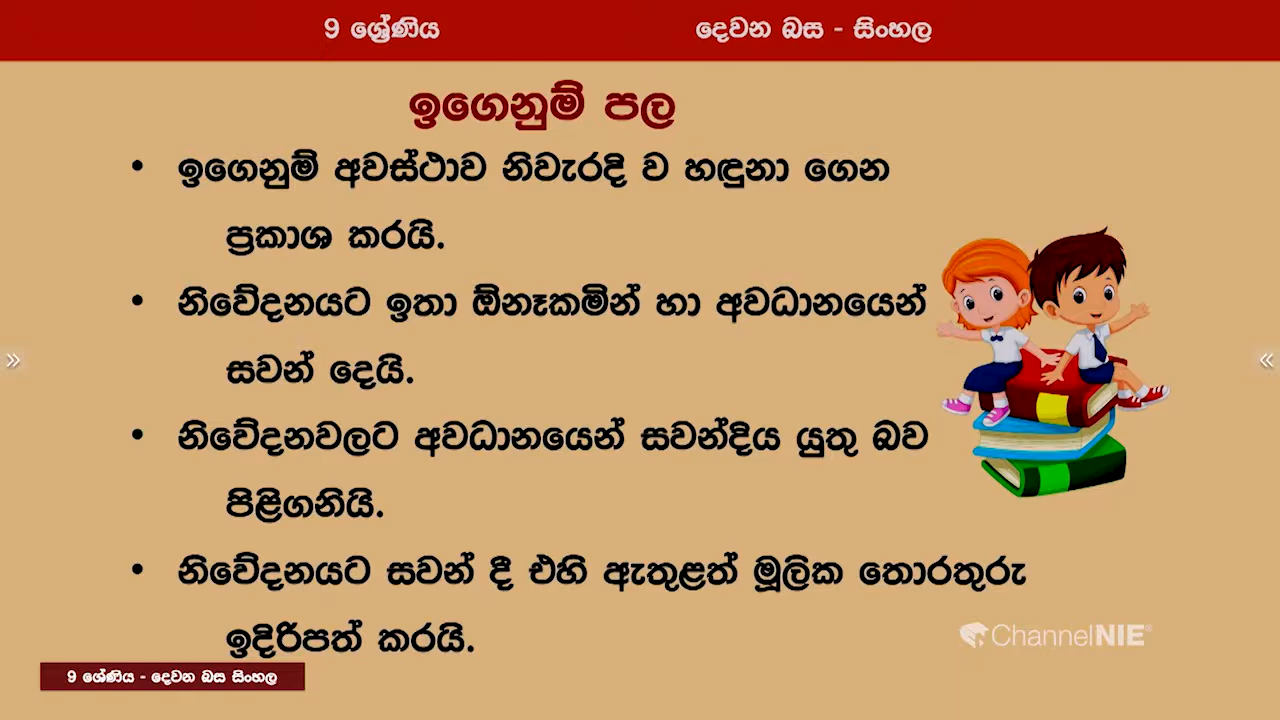 9 ශ්‍රේණිය
දෙවන බස - සිංහල
ඉගෙනුම් පල
• ඉගෙනුම් අවස්ථාව නිවැරදි ව හඳුනා ගෙන
ප්‍රකාශ කරයි.
• නිවේදනයට ඉතා ඕනෑකමින් හා අවධානයෙන්
සවන් දෙයි.
• නිවේදනවලට අවධානයෙන් සවන්දිය යුතු බව
පිළිගනියි.
• නිවේදනයට සවන් දී එහි ඇතුළත් මූලික තොරතුරු
ඉදිරිපත් කරයි.
ChannelNIE
9 ශ්‍රේණිය - දෙවන බස සිංහල